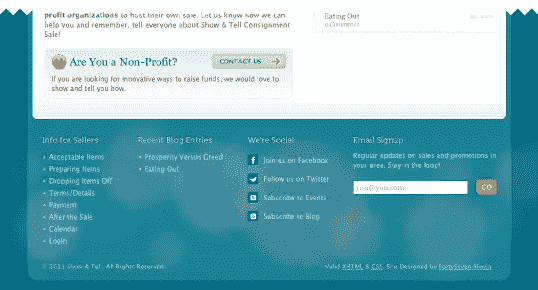 profit organizations to host their own sale. Let us know how we can
help you and remember, tell everyone about Show & Tell Consignment
Sale!
Eating Out
0 Comments
Are You a Non-Profit?
CONTACT US
If you are looking for innovative ways to raise funds, we would love to
show and tell you how.
Info for Sellers
Acceptable Items
Preparing Items
Dropping Items Off
Terms/Details
Payment
After the Sale
Calendar
Login
Recent Blog Entries
Prosperity Versus Greed
Eating Out
We're Social
Join us on Facebook
Follow us on Twitter
Subscribe to Events
Subscribe to Blog
Email Signup
Regular updates on sales and promotions in
your area. Stay in the loop!
you@you.com
GO
© 2011 Show & Tell. All Rights Reserved.
Valid XHTML & CSS. Site Designed by FortySeven Media